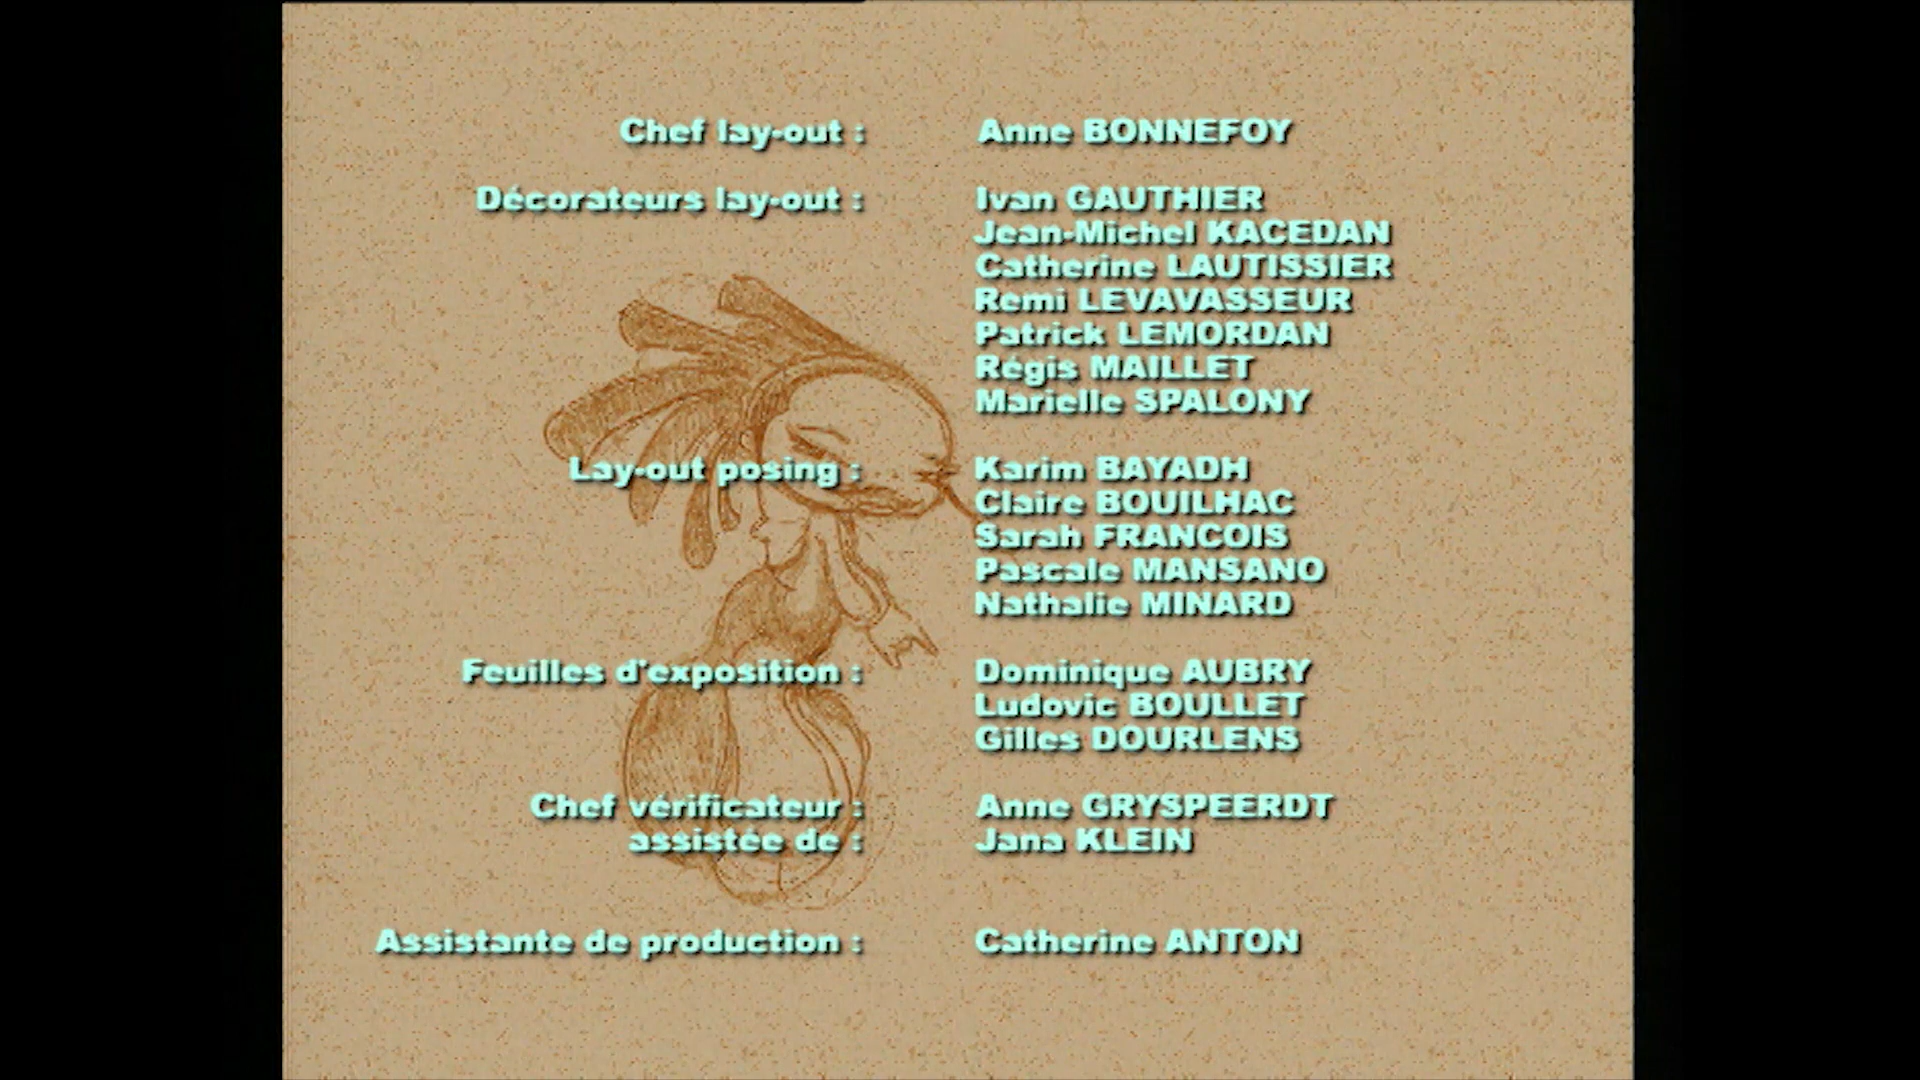 Chef lay-out : Anne BONNEFOY
Décorateurs lay-out : Ivan GAUTHIER
Jean-Michel KACEDAN
Catherine LAUTISSIER
Remi LEVAVASSEUR
Patrick LEMORDAN
Régis MAILLET
Marielle SPALONY
Lay-out posing : Karim BAYADH
Claire BOUILHAC
Sarah FRANCOIS
Pascale MANSANO
Nathalie MINARD
Feuilles d'exposition : Dominique AUBRY
Ludovic BOULLET
Gilles DOURLENS
Chef vérificateur : Anne GRYSPEERDT
assistée de : Jana KLEIN
Assistante de production : Catherine ANTON